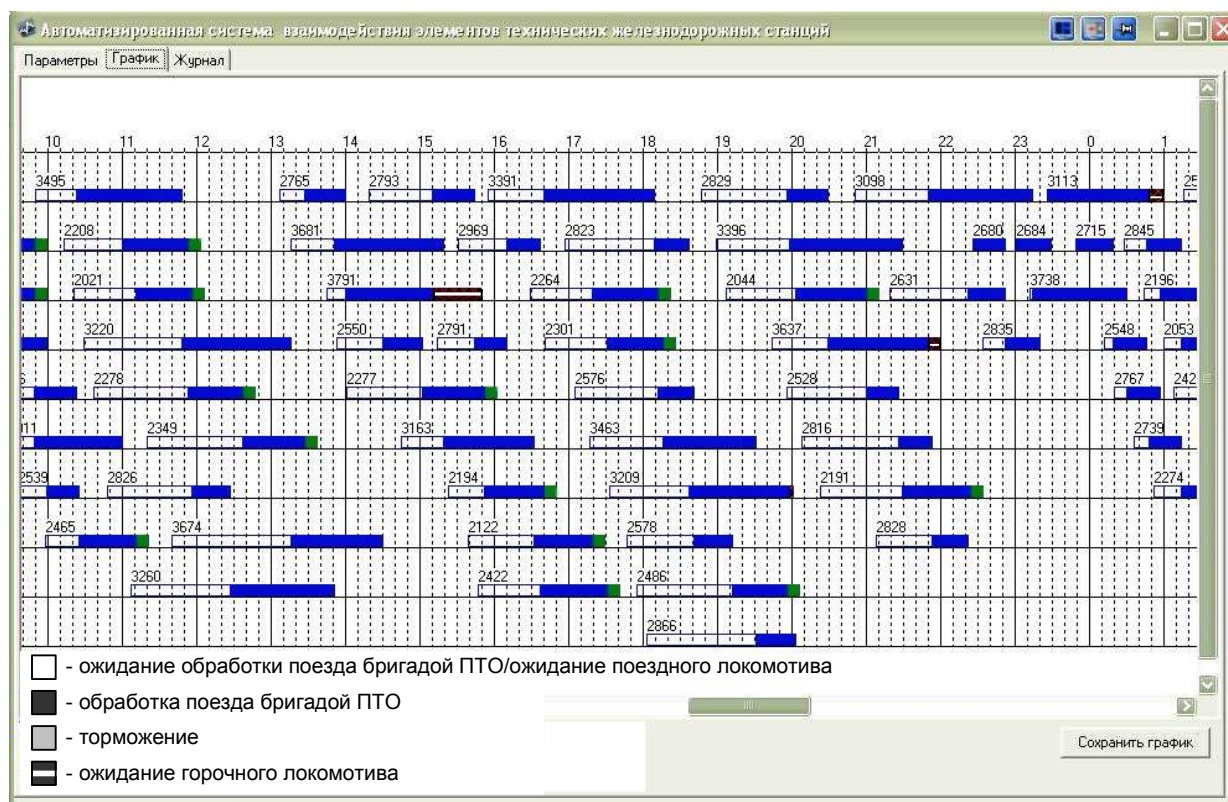 Автоматизированная система взаимодействия элементов технических железнодорожных станций
Параметры График Журнал
10 11 12 13 14 15 16 17 18 19 20 21 22 23 0 1
3495 2765 2793 3391 2829 3098 3113
2208 3681 2969 2823 3396 2680 2684 2715 2845
2021 3791 2264 2044 2631 3738 2196
3220 2550 2791 2301 3637 2835 2548 2053
2278 2277 2576 2528 2767
2349 3163 3463 2816 2739
2539 2826 2194 3209 2191 2274
2465 3674 2122 2578 2828
3260 2422 2486
2866
- ожидание обработки поезда бригадой ПТО/ожидание поездного локомотива
- обработка поезда бригадой ПТО
- торможение
- ожидание горочного локомотива
Сохранить график